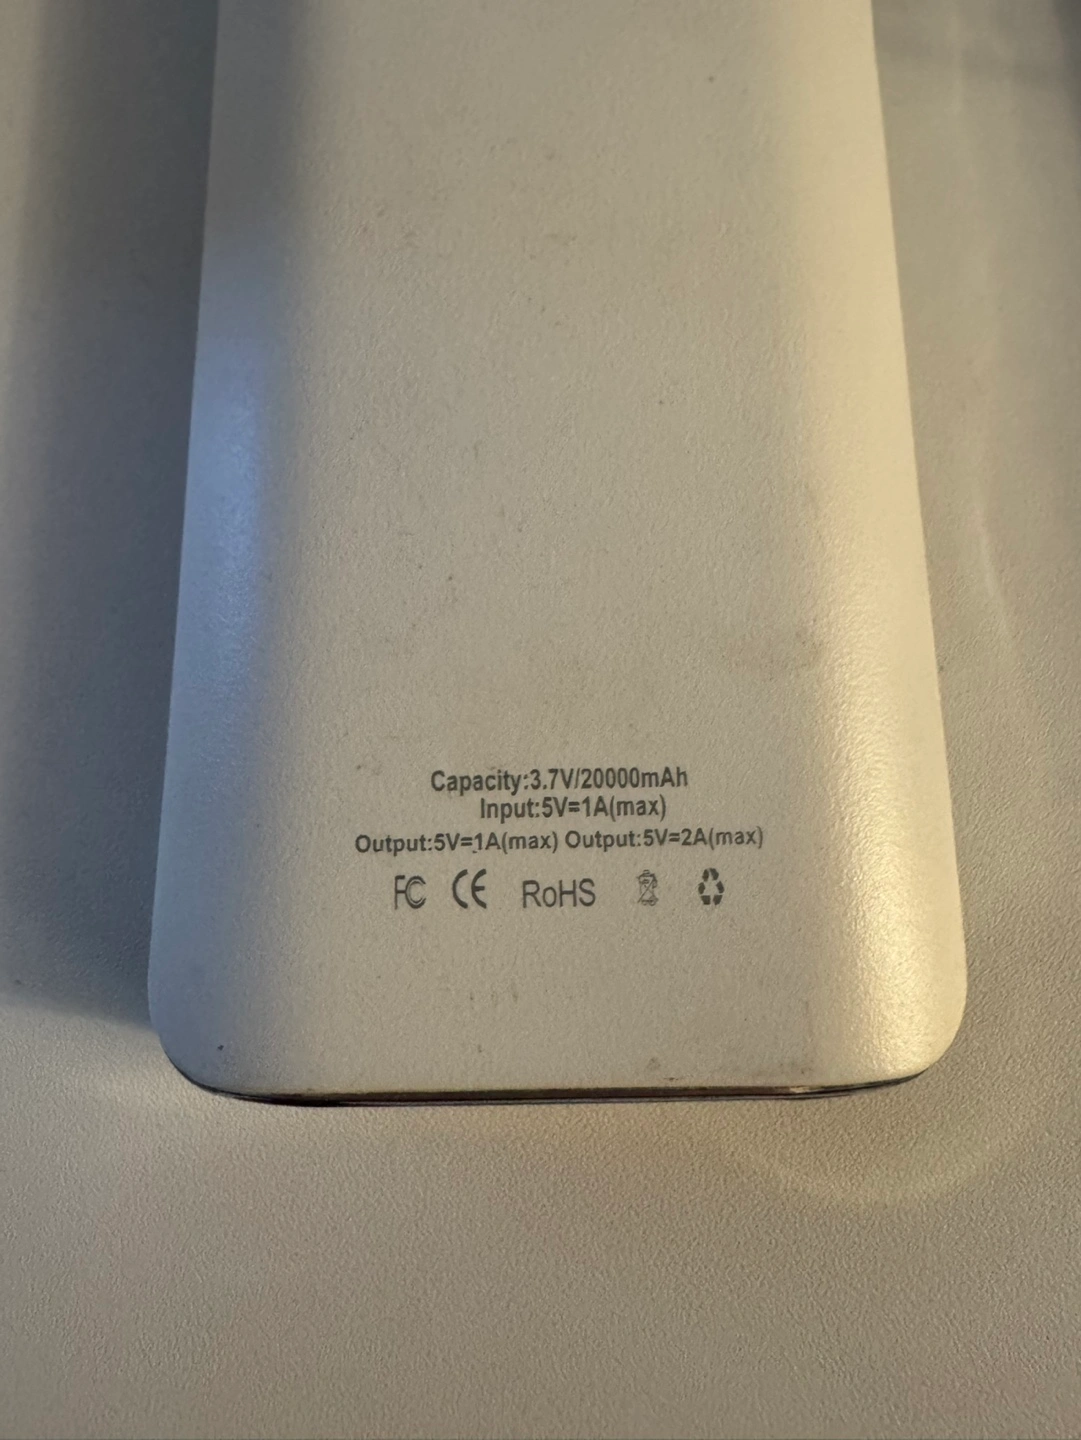 Capacity:3.7V/20000mAh
Input:5V=1A(max)
Output:5V=1A(max) Output:5V=2A(max)
FC CE RoHS